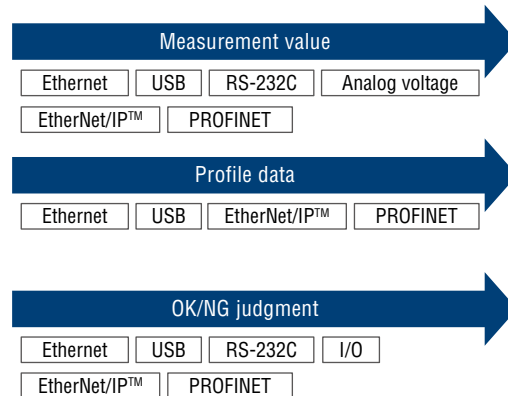 Measurement value
Ethernet USB RS-232C Analog voltage
EtherNet/IP™ PROFINET
Profile data
Ethernet USB EtherNet/IP™ PROFINET
OK/NG judgment
Ethernet USB RS-232C I/O
EtherNet/IP™ PROFINET